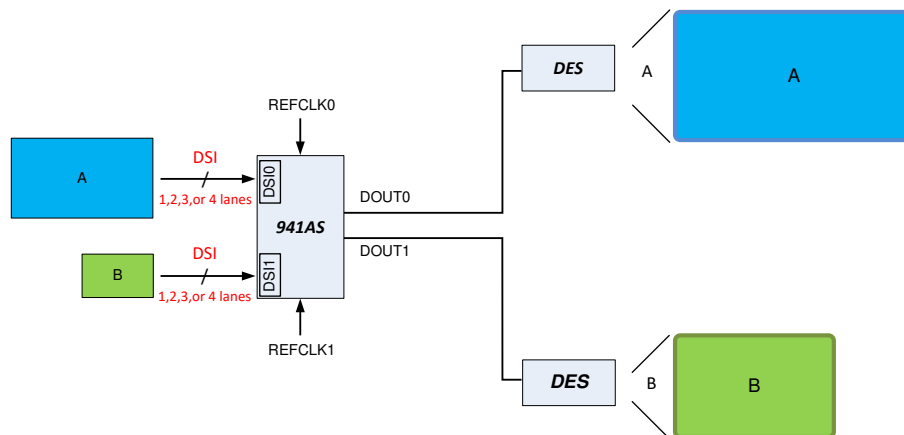 DES
A
A
REFCLK0
A
DSI
1,2,3,or 4 lanes
DSI0
DOUT0
941AS
DOUT1
B
DSI
1,2,3,or 4 lanes
DSI1
REFCLK1
DES
B
B